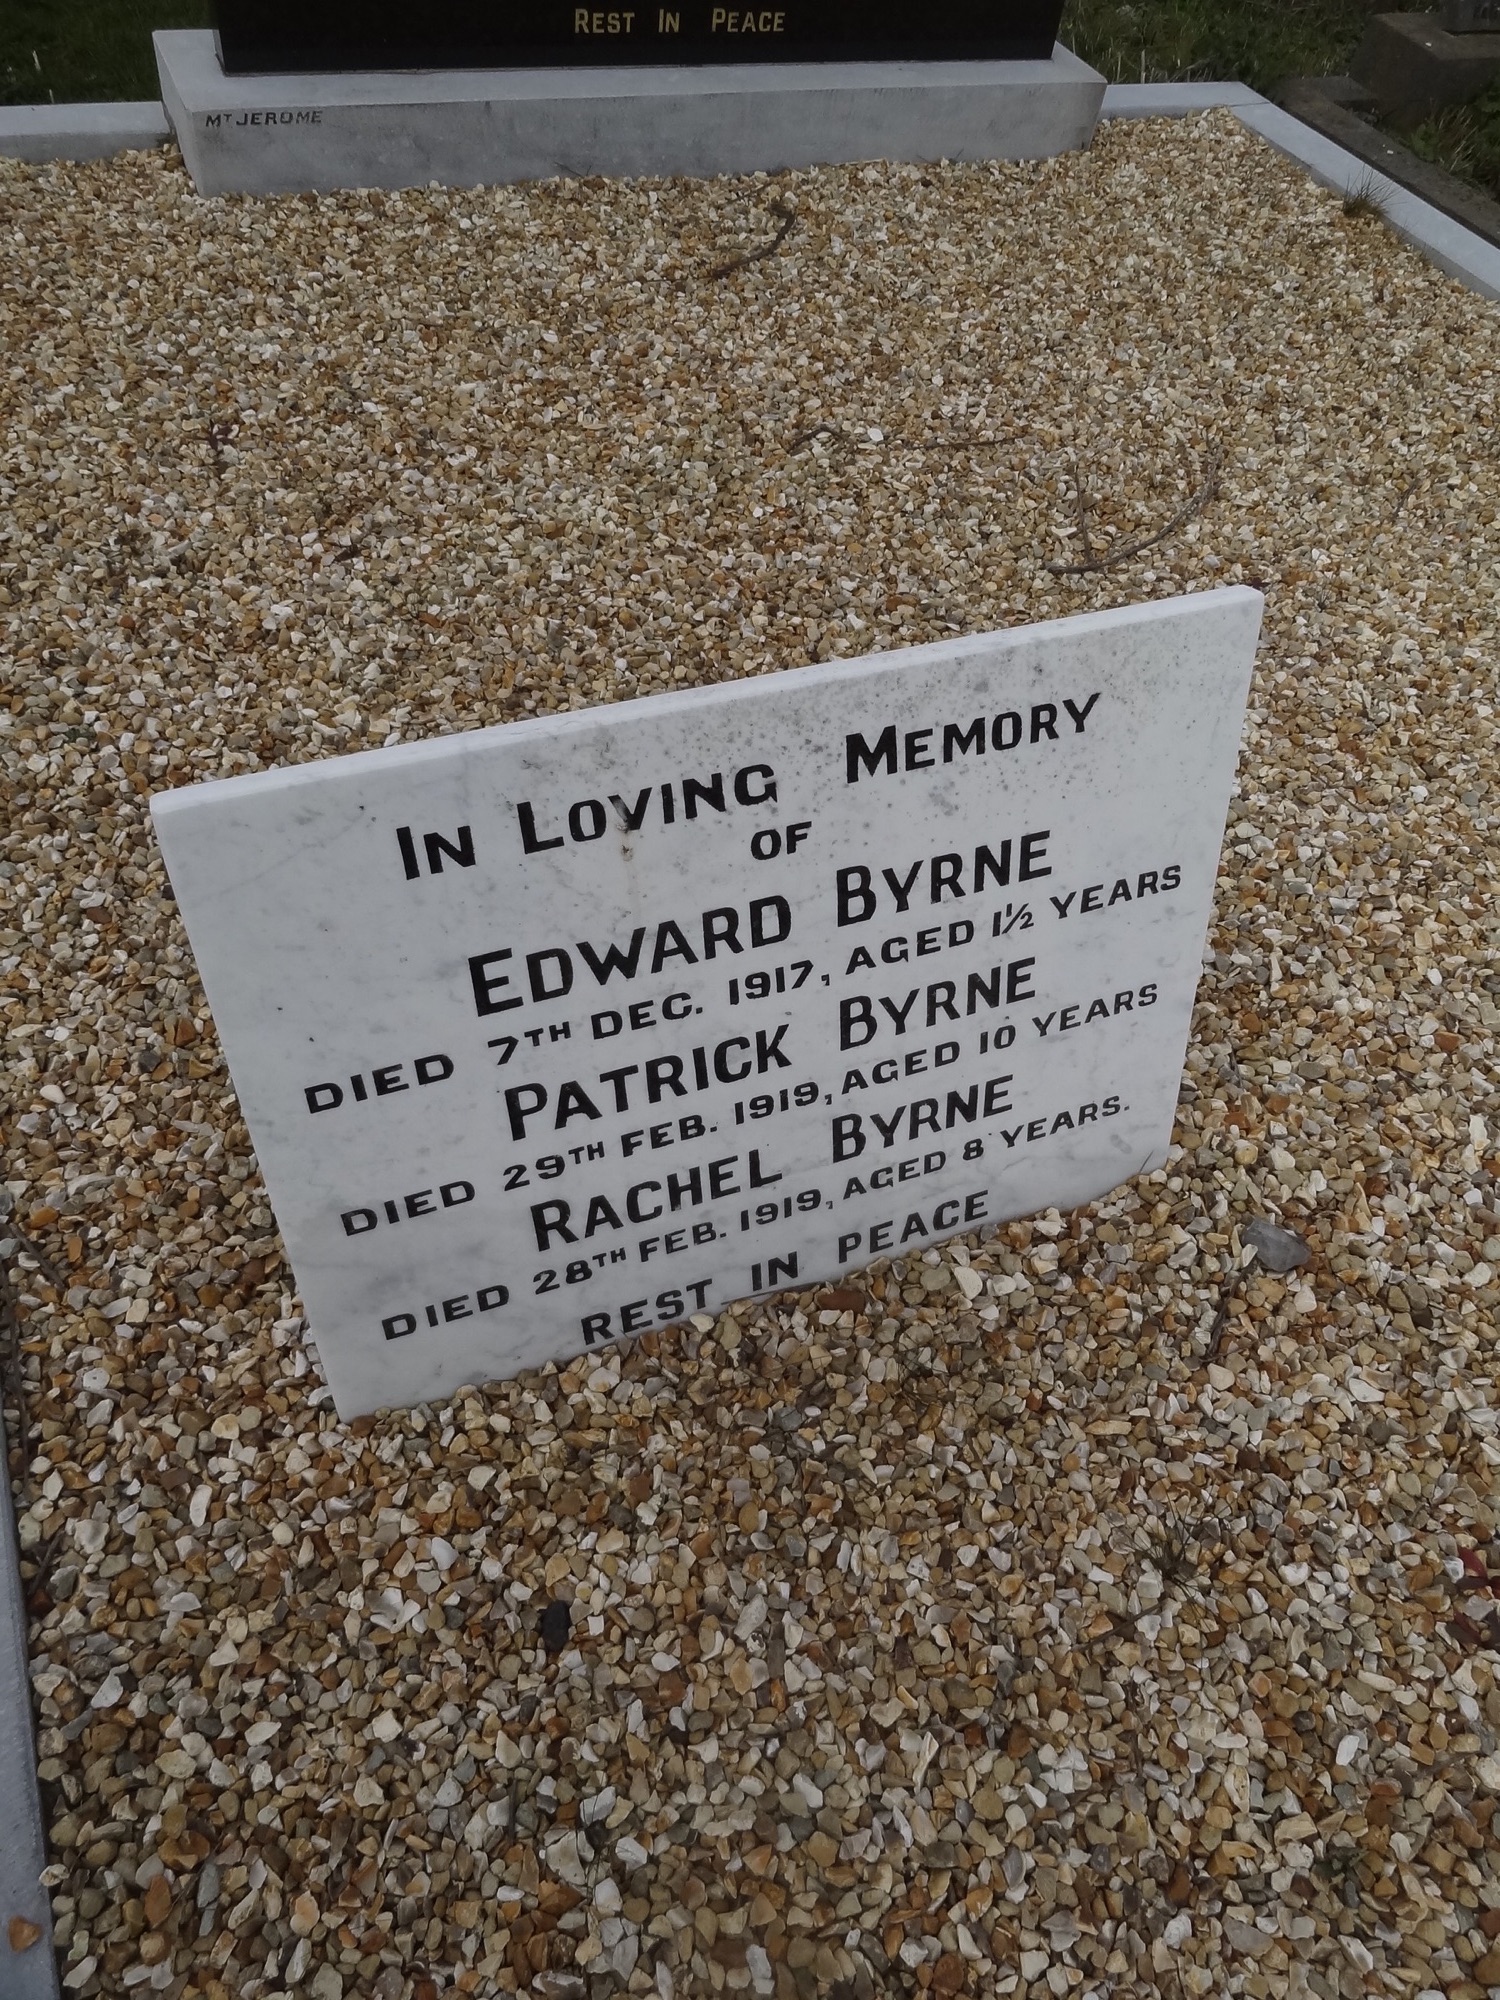 REST IN PEACE
MT JEROME
IN LOVING MEMORY
OF
EDWARD BYRNE
DIED 7TH DEC. 1917, AGED 1½ YEARS
PATRICK BYRNE
DIED 29TH FEB. 1919, AGED 10 YEARS
RACHEL BYRNE
DIED 28TH FEB. 1919, AGED 8 YEARS.
REST IN PEACE